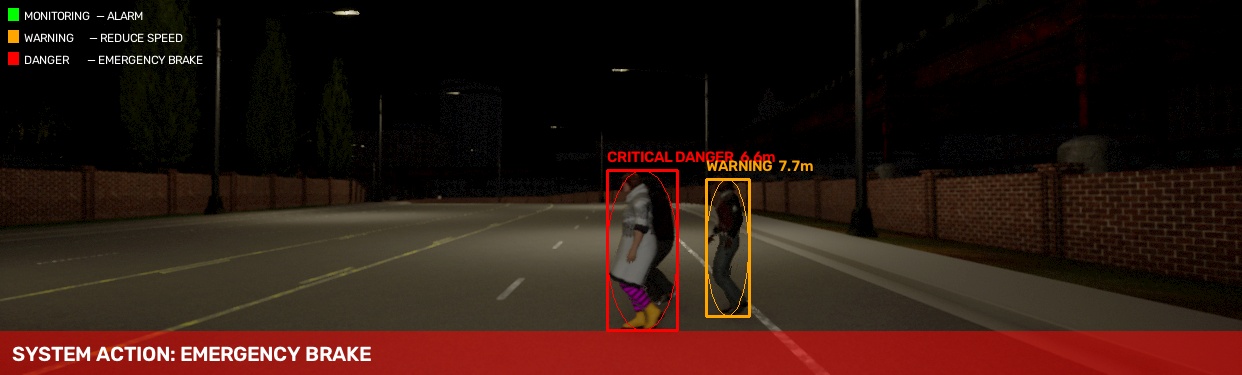 MONITORING — ALARM
WARNING — REDUCE SPEED
DANGER — EMERGENCY BRAKE
CRITICAL DANGER 6.6m
WARNING 7.7m
SYSTEM ACTION: EMERGENCY BRAKE